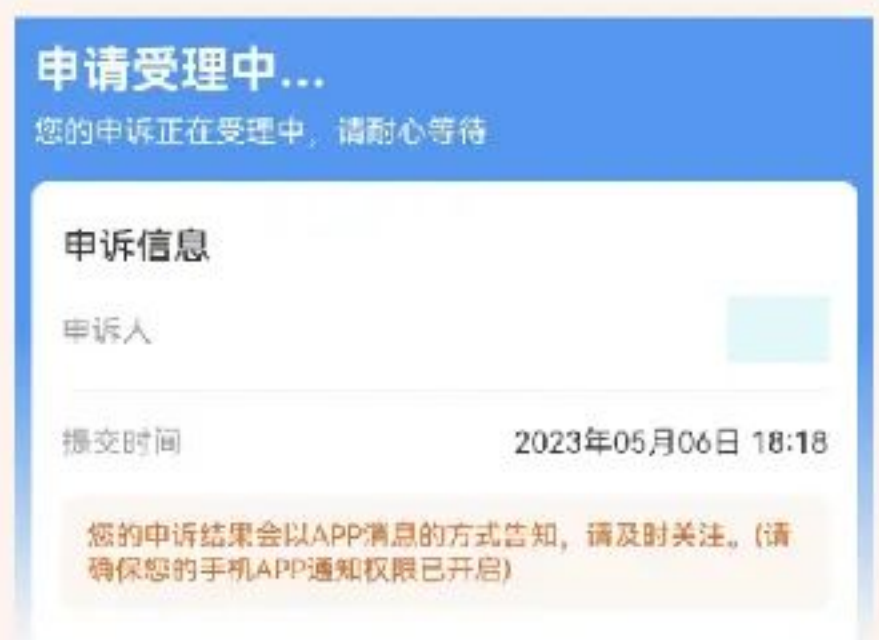 申请受理中...
您的申诉正在受理中，请耐心等待
申诉信息
申诉人
提交时间 2023年05月06日 18:18
您的申诉结果会以APP消息的方式告知，请及时关注。(请
确保您的手机APP通知权限已开启)